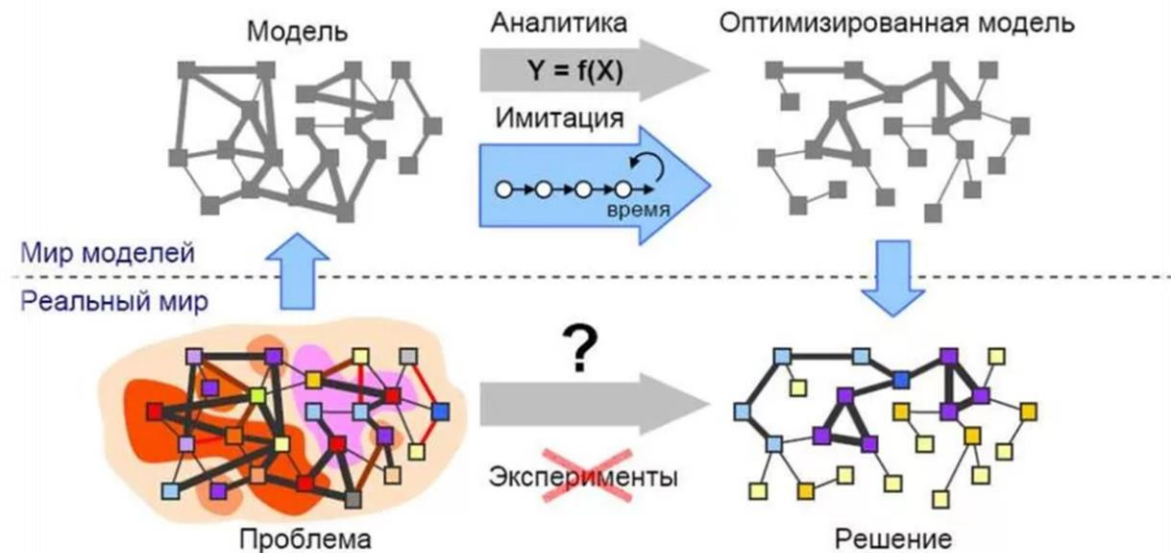 Модель
Аналитика
Оптимизированная модель
Y = f(X)
Имитация
время
Мир моделей
Реальный мир
?
Эксперименты
Проблема
Решение